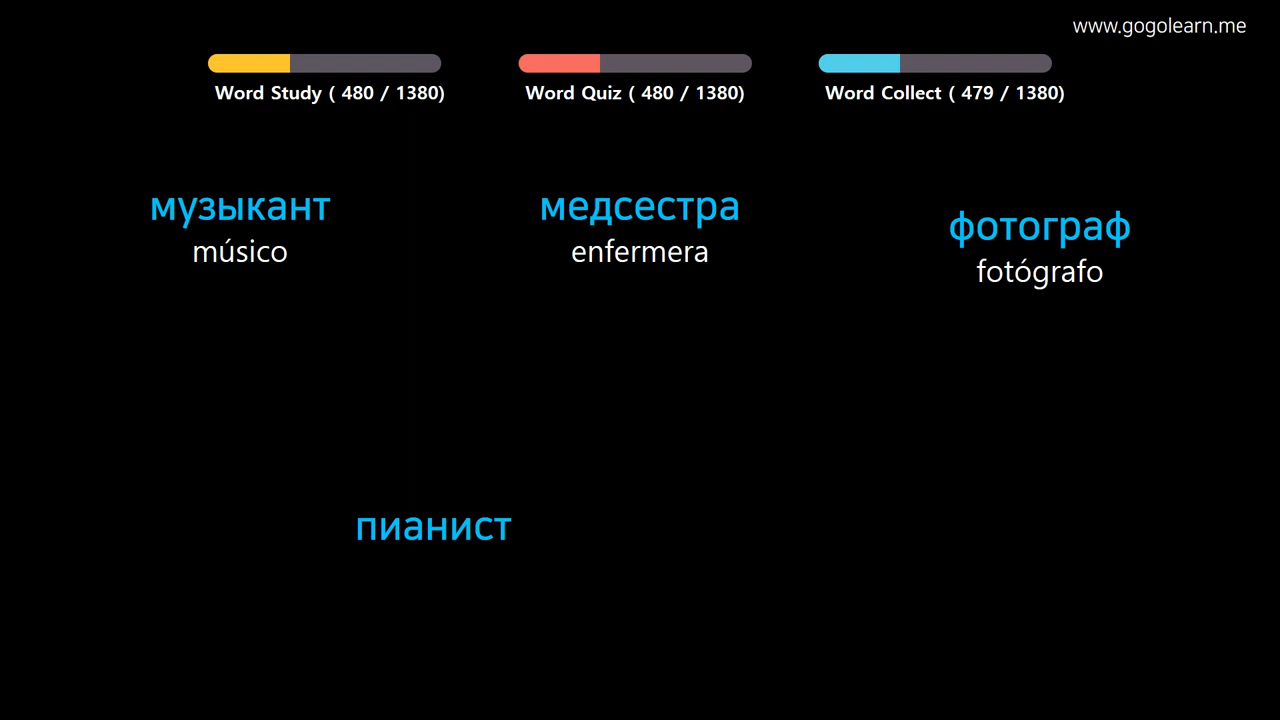 www.gogolearn.me
Word Study ( 480 / 1380)
Word Quiz ( 480 / 1380)
Word Collect ( 479 / 1380)
музыкант
músico
медсестра
enfermera
фотограф
fotógrafo
пианист